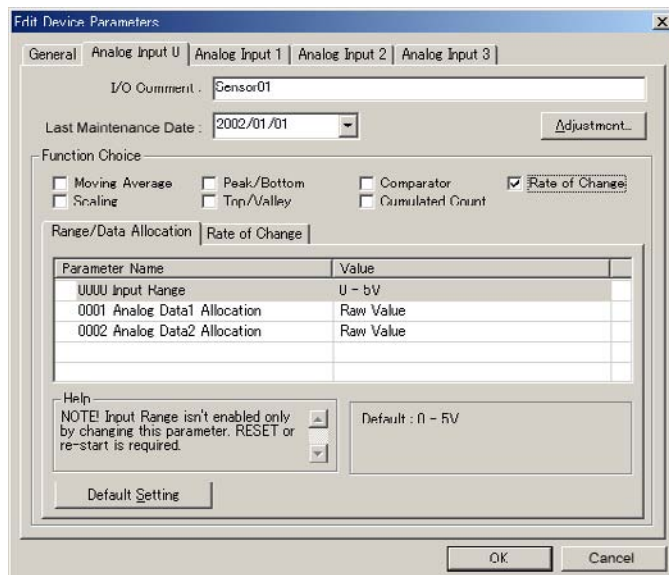 Edit Device Parameters
General Analog Input 0 Analog Input 1 Analog Input 2 Analog Input 3
I/O Comment : Sensor01
Last Maintenance Date : 2002/01/01 Adjustment...
Function Choice
Moving Average Peak/Bottom Comparator Rate of Change
Scaling Top/Valley Cumulated Count
Range/Data Allocation Rate of Change
Parameter Name Value
0000 Input Range 0 - 5V
0001 Analog Data1 Allocation Raw Value
0002 Analog Data2 Allocation Raw Value
Help
NOTE! Input Range isn't enabled only
by changing this parameter. RESET or
re-start is required.
Default : 0 - 5V
Default Setting
OK Cancel